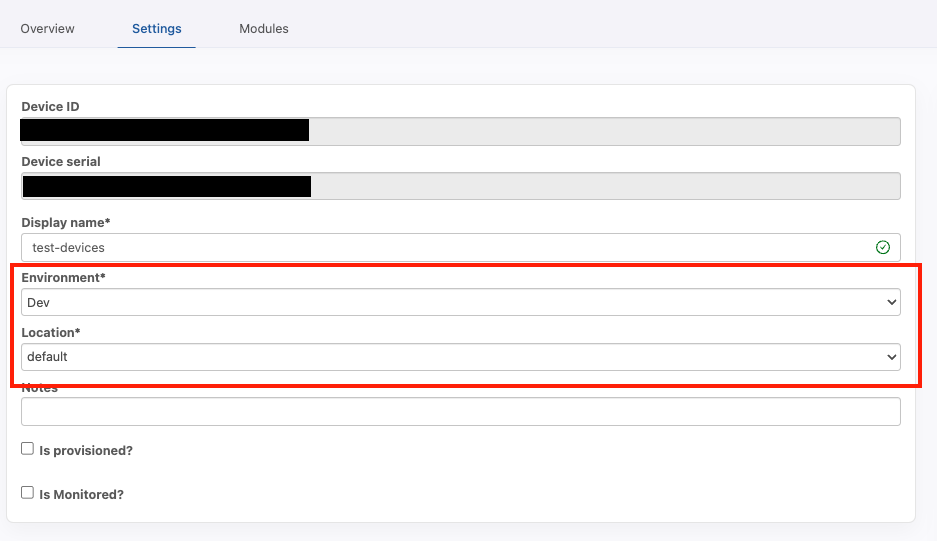 Overview Settings Modules
Device ID
Device serial
Display name*
test-devices
Environment*
Dev
Location*
default
Notes
Is provisioned?
Is Monitored?